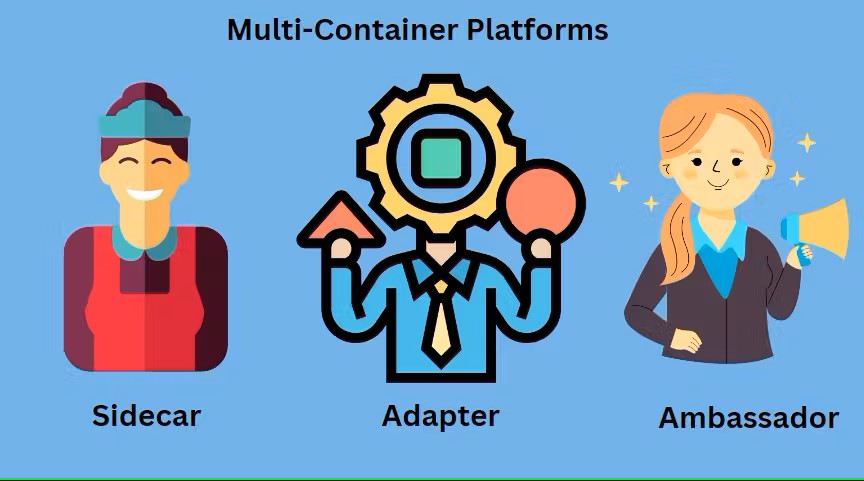 Multi-Container Platforms
Sidecar
Adapter
Ambassador